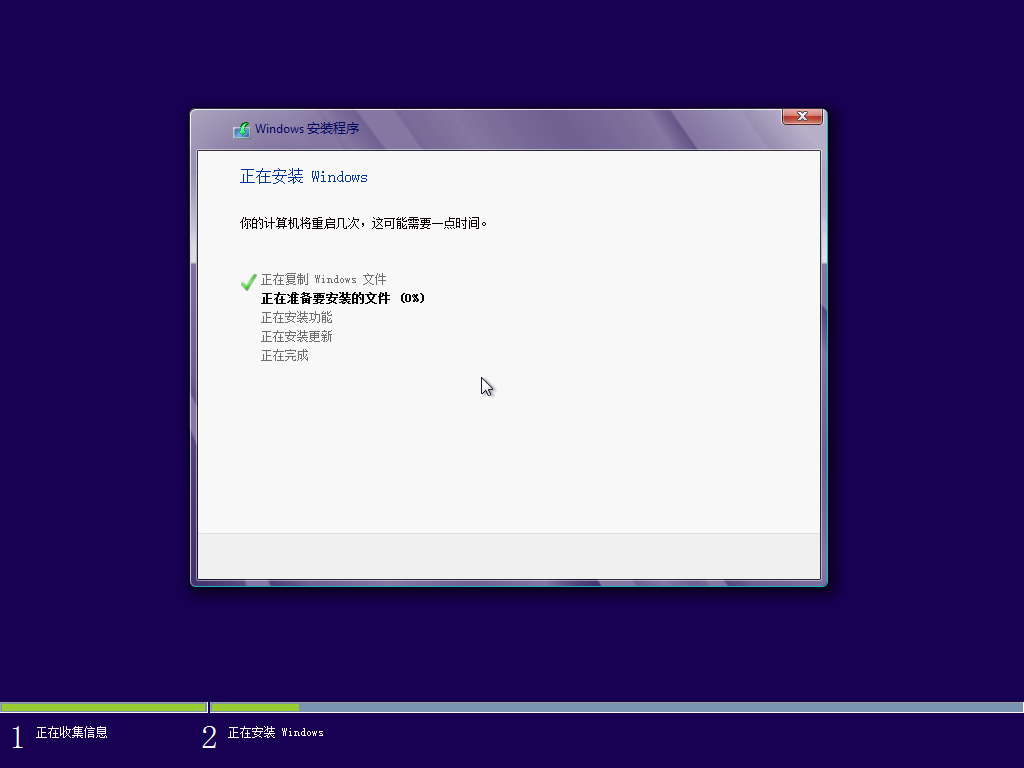 Windows 安装程序
正在安装 Windows
你的计算机将重启几次，这可能需要一点时间。
正在复制 Windows 文件
正在准备要安装的文件 (0%)
正在安装功能
正在安装更新
正在完成
1 正在收集信息
2 正在安装 Windows